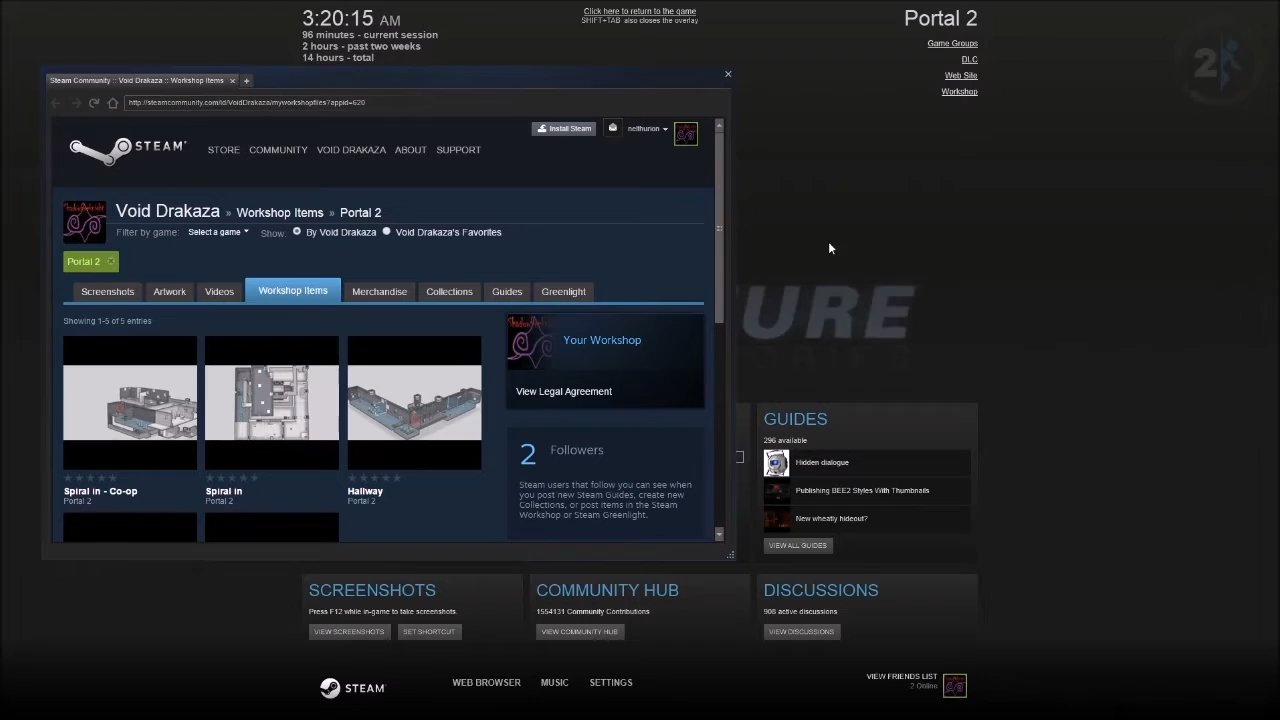 3:20:15 AM
96 minutes - current session
2 hours - past two weeks
14 hours - total
Click here to return to the game
SHIFT+TAB also closes the overlay
Portal 2
Game Groups
DLC
Web Site
Workshop
2
Steam Community :: Void Drakaza :: Workshop Items
http://steamcommunity.com/id/VoidDrakaza/myworkshopfiles?appid=620
Install Steam
nelthurion
STEAM
STORE COMMUNITY VOID DRAKAZA ABOUT SUPPORT
Void Drakaza » Workshop Items » Portal 2
Filter by game: Select a game Show: By Void Drakaza Void Drakaza's Favorites
Portal 2
Screenshots Artwork Videos Workshop Items Merchandise Collections Guides Greenlight
Showing 1-5 of 5 entries
Your Workshop
View Legal Agreement
2 Followers
Steam users that follow you can see when
you post new Steam Guides, create new
Collections, or post items in the Steam
Workshop or Steam Greenlight.
Spiral in - Co-op
Portal 2
Spiral in
Portal 2
Hallway
Portal 2
URE
GUIDES
296 available
Hidden dialogue
Publishing BEE2 Styles With Thumbnails
New wheatly hideout?
VIEW ALL GUIDES
SCREENSHOTS
Press F12 while in-game to take screenshots.
VIEW SCREENSHOTS SET SHORTCUT
COMMUNITY HUB
1554131 Community Contributions
VIEW COMMUNITY HUB
DISCUSSIONS
908 active discussions
VIEW DISCUSSIONS
STEAM
WEB BROWSER MUSIC SETTINGS
VIEW FRIENDS LIST
2 Online